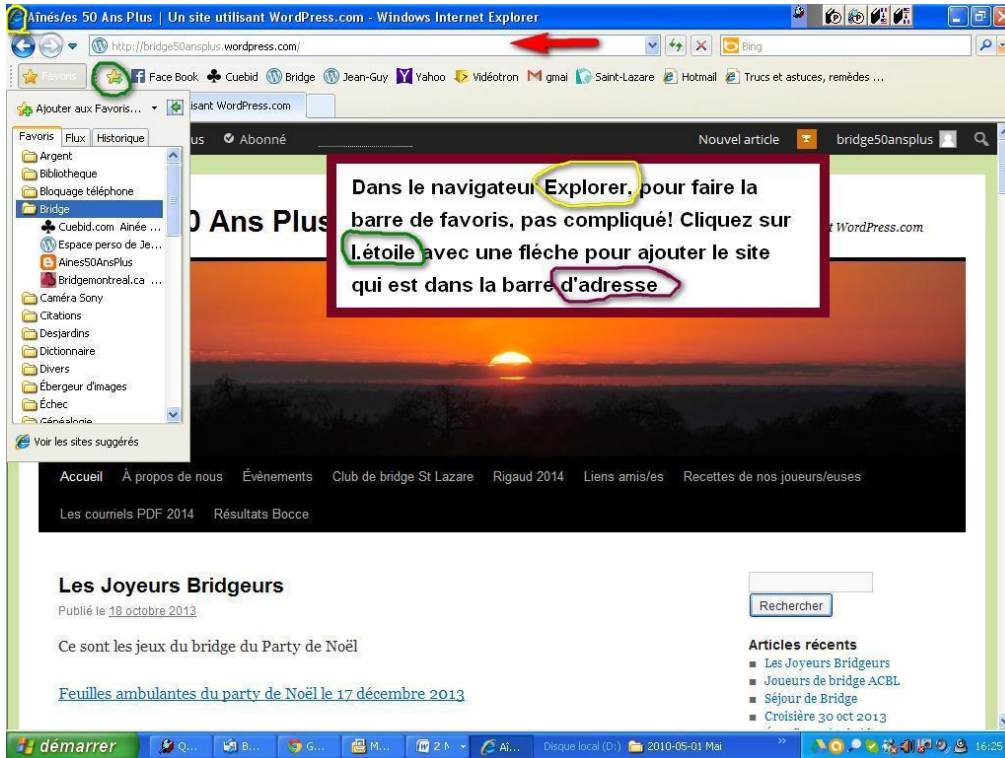 Aînés/es 50 Ans Plus | Un site utilisant WordPress.com - Windows Internet Explorer
http://bridge50ansplus.wordpress.com/
Bing
Favoris
Face Book
Cuebid
Bridge
Jean-Guy
Yahoo
Vidéotron
gmai
Saint-Lazare
Hotmail
Trucs et astuces, remèdes ...
Ajouter aux Favoris...
isant WordPress.com
Favoris
Flux
Historique
us
Abonné
Nouvel article
bridge50ansplus
Argent
Bibliotheque
Bloquage téléphone
Bridge
Cuebid.com Ainée ...
Espace perso de Je...
Aines50AnsPlus
Bridgemontreal.ca ...
Caméra Sony
Citations
Desjardins
Dictionnaire
Divers
Ébergeur d'images
Échec
Généalogie
Voir les sites suggérés
0 Ans Plus
t WordPress.com
Dans le navigateur Explorer, pour faire la
barre de favoris, pas compliqué! Cliquez sur
l.étoile avec une fléche pour ajouter le site
qui est dans la barre d'adresse
Accueil
À propos de nous
Évènements
Club de bridge St Lazare
Rigaud 2014
Liens amis/es
Recettes de nos joueurs/euses
Les courriels PDF 2014
Résultats Bocce
Les Joyeurs Bridgeurs
Publié le 18 octobre 2013
Ce sont les jeux du bridge du Party de Noël
Feuilles ambulantes du party de Noël le 17 décembre 2013
Rechercher
Articles récents
Les Joyeurs Bridgeurs
Joueurs de bridge ACBL
Séjour de Bridge
Croisière 30 oct 2013
démarrer
Q...
B...
G...
M...
2 M
Aî...
Disque local (D:)
2010-05-01 Mai
16:25